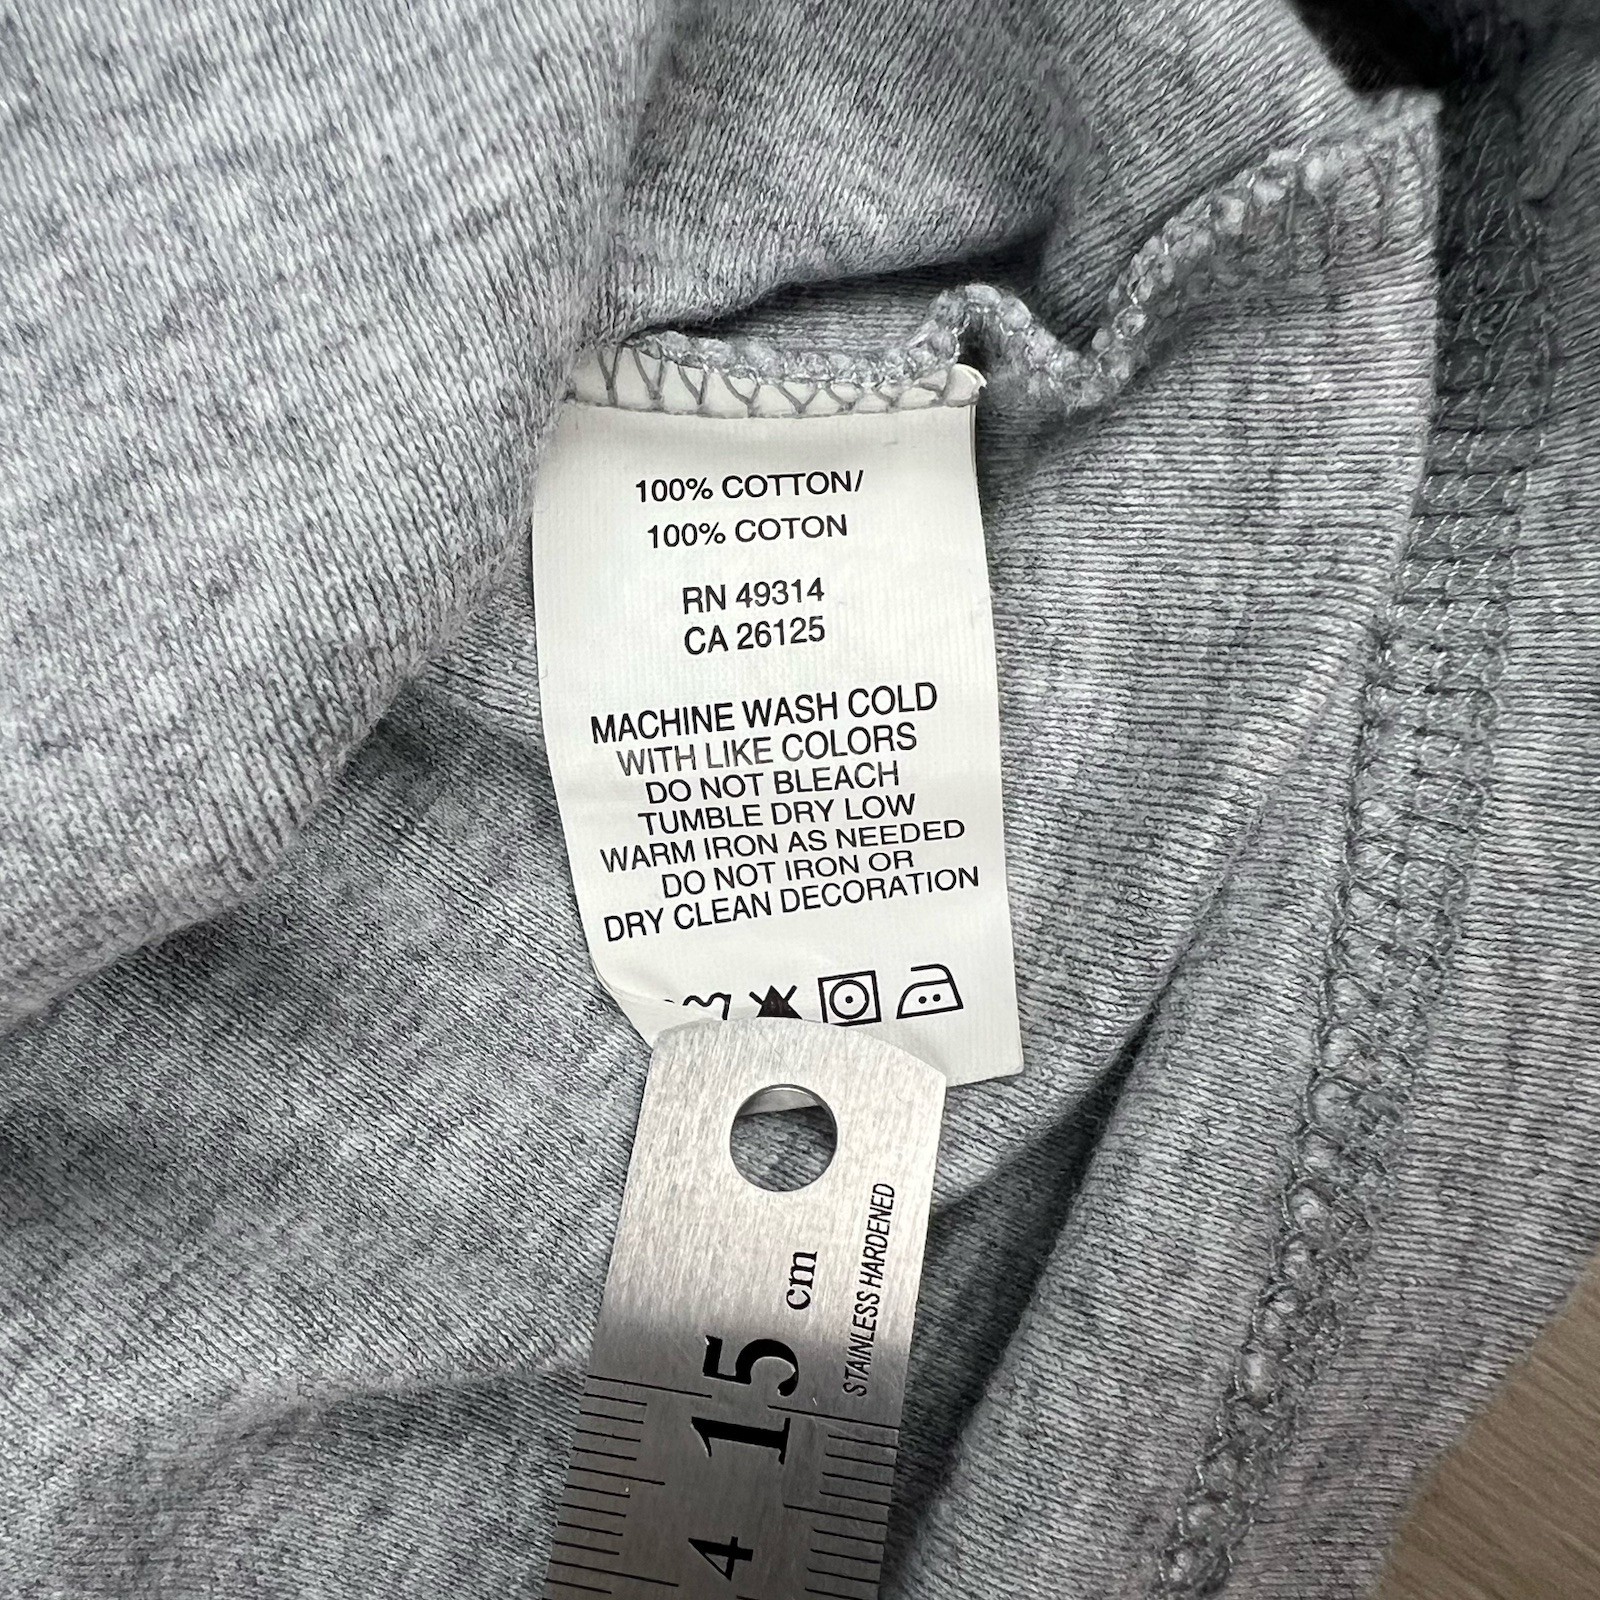 100% COTTON/
100% COTON
RN 49314
CA 26125
MACHINE WASH COLD
WITH LIKE COLORS
DO NOT BLEACH
TUMBLE DRY LOW
WARM IRON AS NEEDED
DO NOT IRON OR
DRY CLEAN DECORATION
STAINLESS HARDENED
cm
15
4